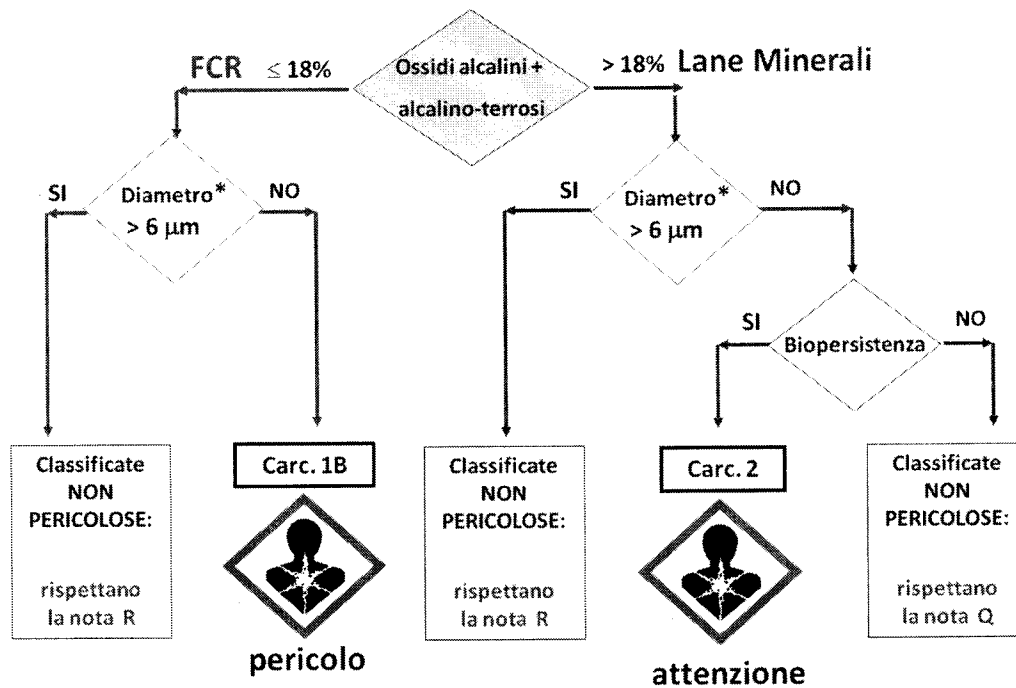 FCR ≤ 18%
Ossidi alcalini +
alcalino-terrosi
> 18% Lane Minerali
SI
Diametro*
> 6 μm
NO
SI
Diametro*
> 6 μm
NO
SI
Biopersistenza
NO
Classificate
NON
PERICOLOSE:
rispettano
la nota R
Carc. 1B
pericolo
Classificate
NON
PERICOLOSE:
rispettano
la nota R
Carc. 2
attenzione
Classificate
NON
PERICOLOSE:
rispettano
la nota Q